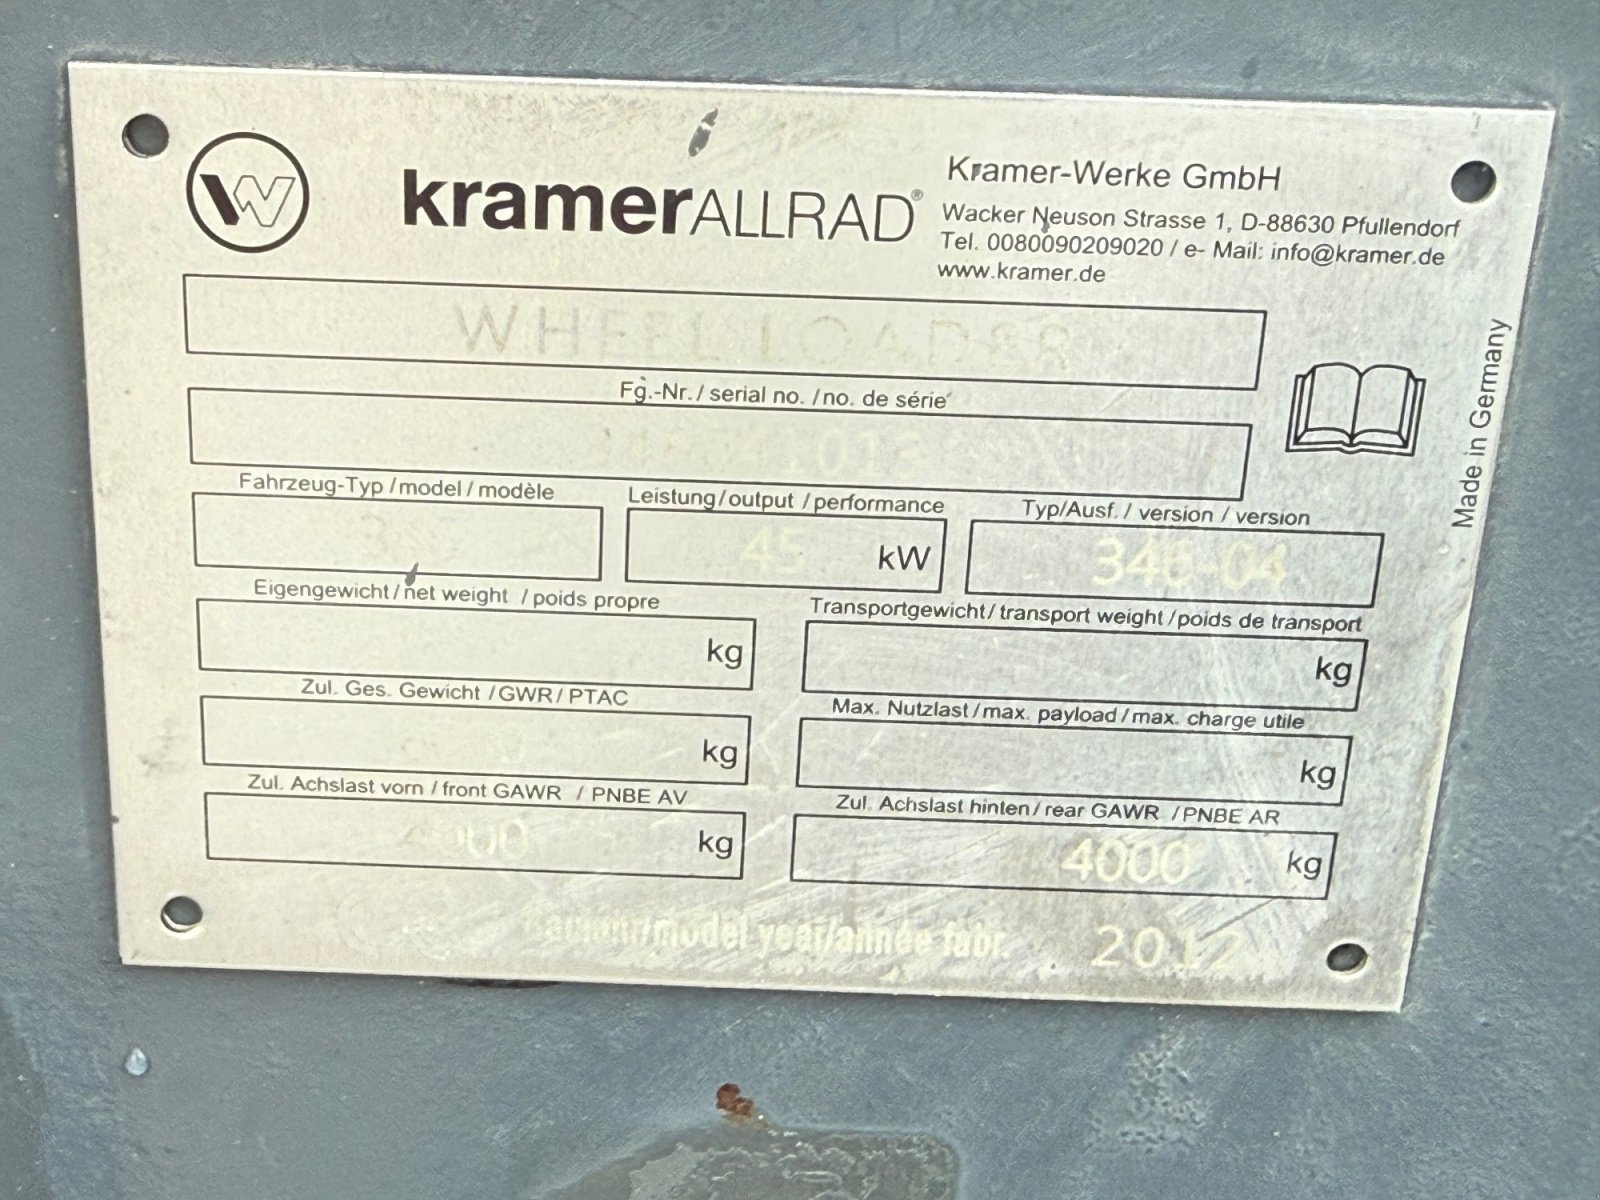 kramerALLRAD®
Kramer-Werke GmbH
Wacker Neuson Strasse 1, D-88630 Pfullendorf
Tel. 0080090209020 / e- Mail: info@kramer.de
www.kramer.de
WHEEL LOADER
Made in Germany
Fg.-Nr./ serial no. /no. de série
Fahrzeug-Typ /model / modèle
Leistung/output /performance
Typ/Ausf. / version / version
45 kW
346-04
Eigengewicht/net weight /poids propre
Transportgewicht/transport weight/poids de transport
kg
kg
Zul. Ges. Gewicht /GWR/PTAC
Max. Nutzlast/max. payload/max. charge utile
kg
kg
Zul. Achslast vorn / front GAWR / PNBE AV
Zul. Achslast hinten/rear GAWR /PNBE AR
kg
4000 kg
/model year/année fabr. 2012